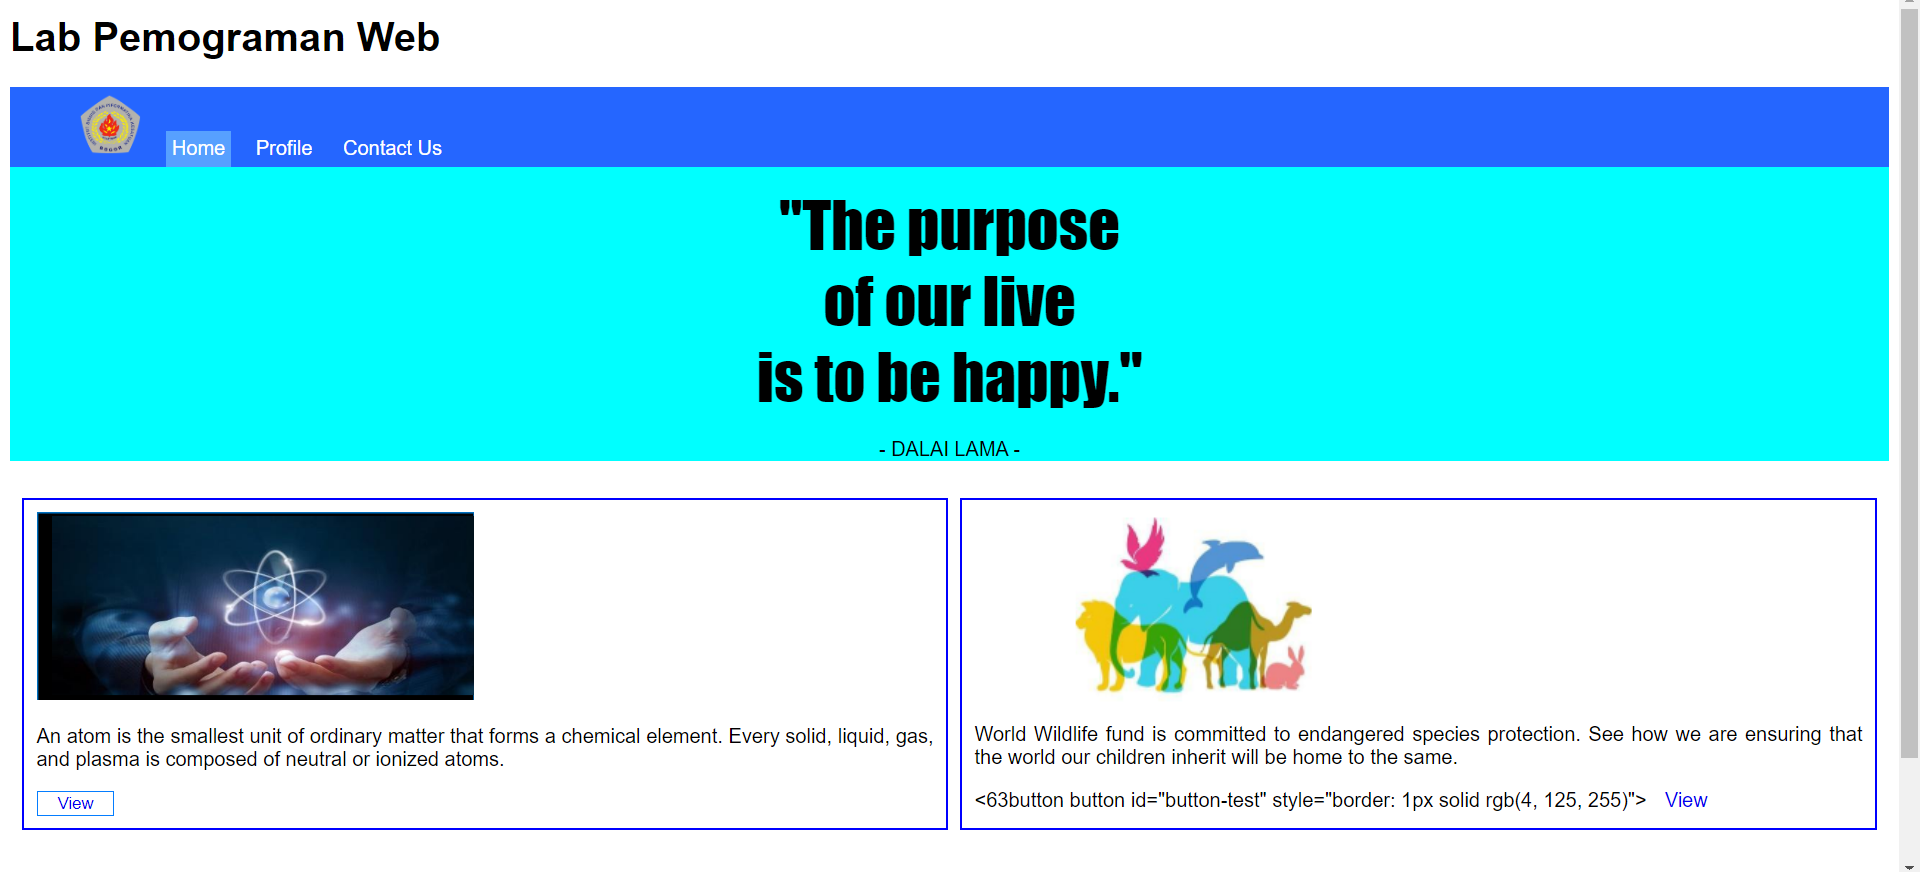 Lab Pemograman Web
BOGOR
Home Profile Contact Us
"The purpose
of our live
is to be happy."
- DALAI LAMA -
An atom is the smallest unit of ordinary matter that forms a chemical element. Every solid, liquid, gas,
and plasma is composed of neutral or ionized atoms.
View
World Wildlife fund is committed to endangered species protection. See how we are ensuring that
the world our children inherit will be home to the same.
<63button button id="button-test" style="border: 1px solid rgb(4, 125, 255)"> View